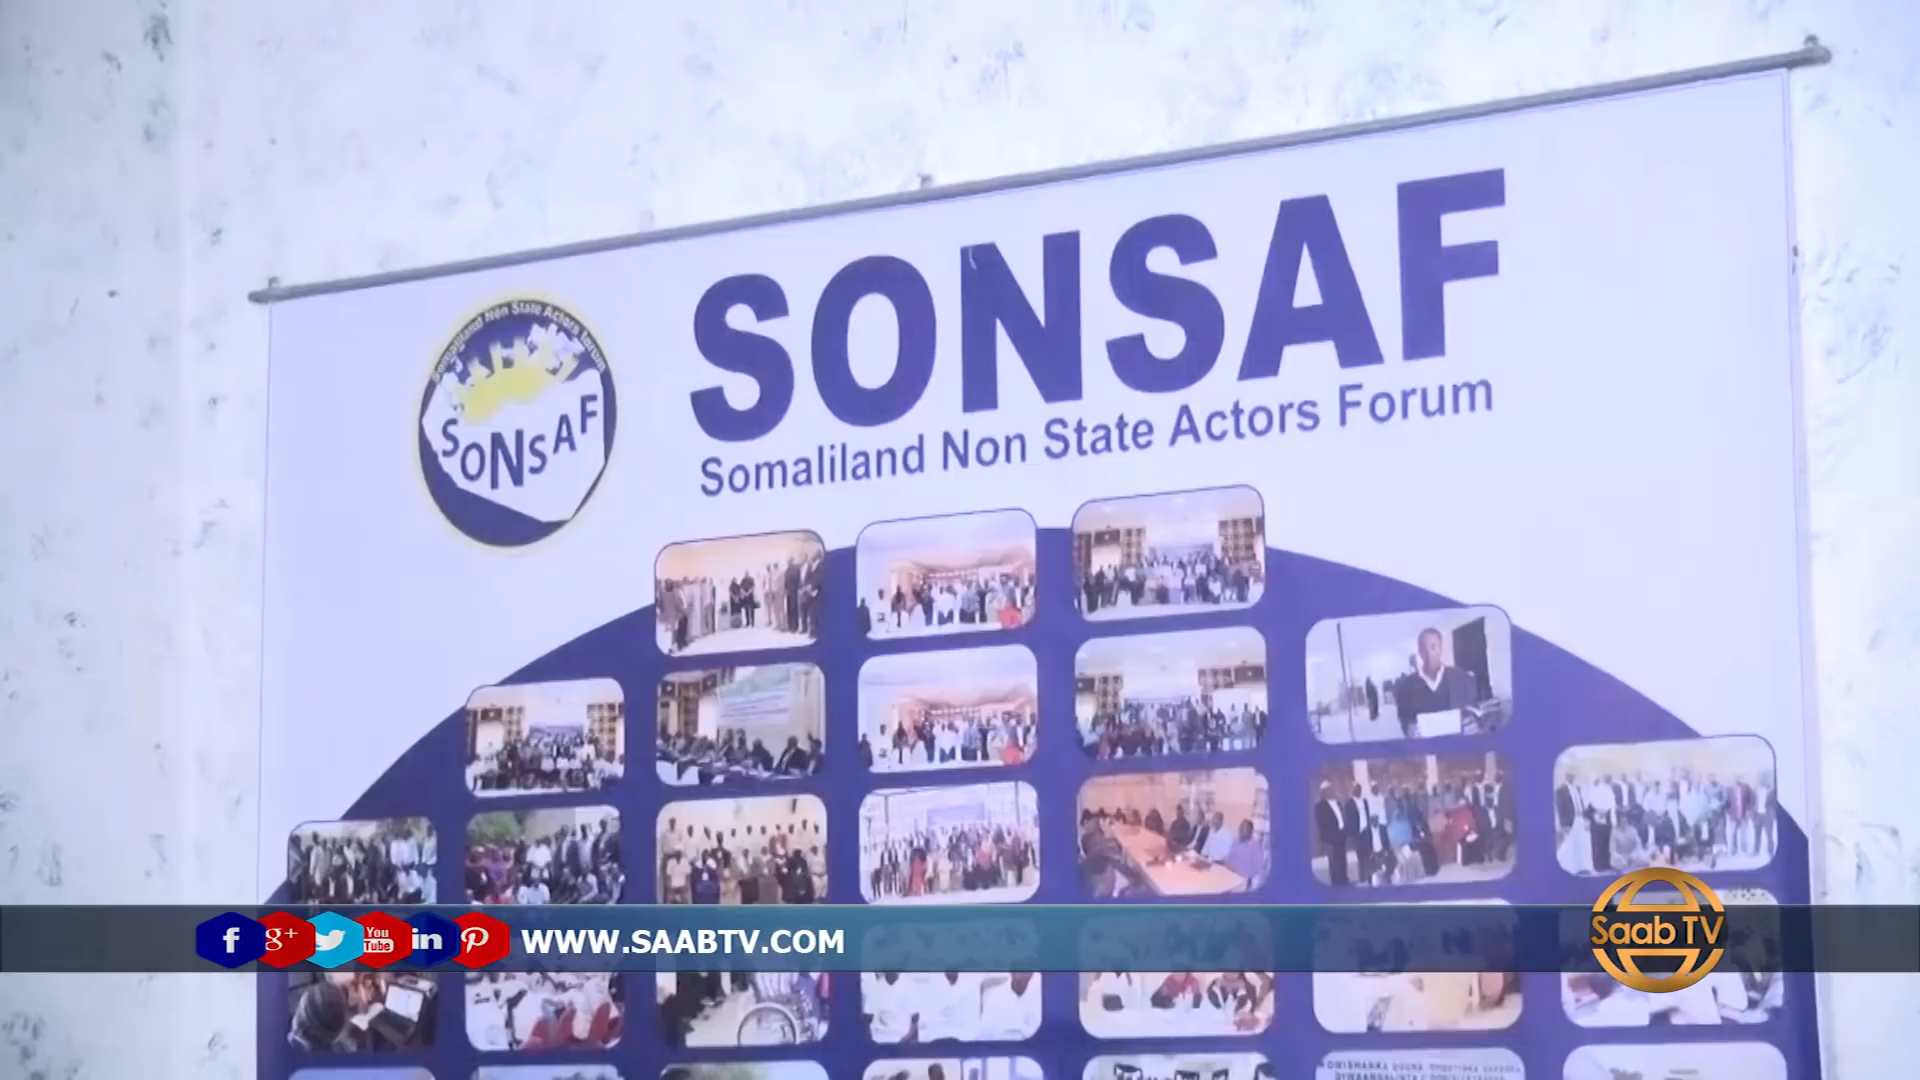 SONSAF
Somaliland Non State Actors Forum
Somaliland Non State Actors Forum
SONSAF
f g+ You Tube in
WWW.SAABTV.COM
Saab TV